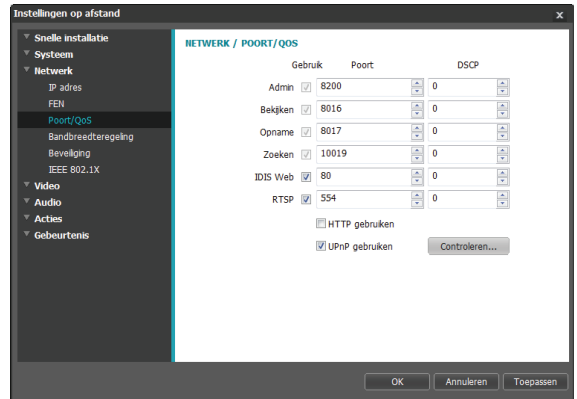 Instellingen op afstand
x
Snelle installatie
Systeem
Netwerk
IP adres
FEN
Poort/QoS
Bandbreedteregeling
Beveiliging
IEEE 802.1X
Video
Audio
Acties
Gebeurtenis
NETWERK / POORT/QOS
Gebruik Poort DSCP
Admin 8200 0
Bekijken 8016 0
Opname 8017 0
Zoeken 10019 0
IDIS Web 80 0
RTSP 554 0
HTTP gebruiken
UPnP gebruiken Controleren...
OK Annuleren Toepassen